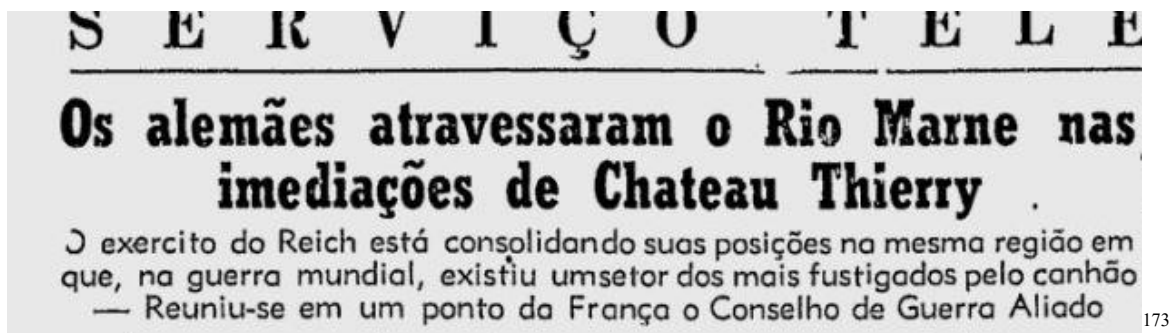 SERVIÇO TELE
Os alemães atravessaram o Rio Marne nas
imediações de Chateau Thierry
O exercito do Reich está consolidando suas posições na mesma região em
que, na guerra mundial, existiu umsetor dos mais fustigados pelo canhão
— Reuniu-se em um ponto da França o Conselho de Guerra Aliado
173